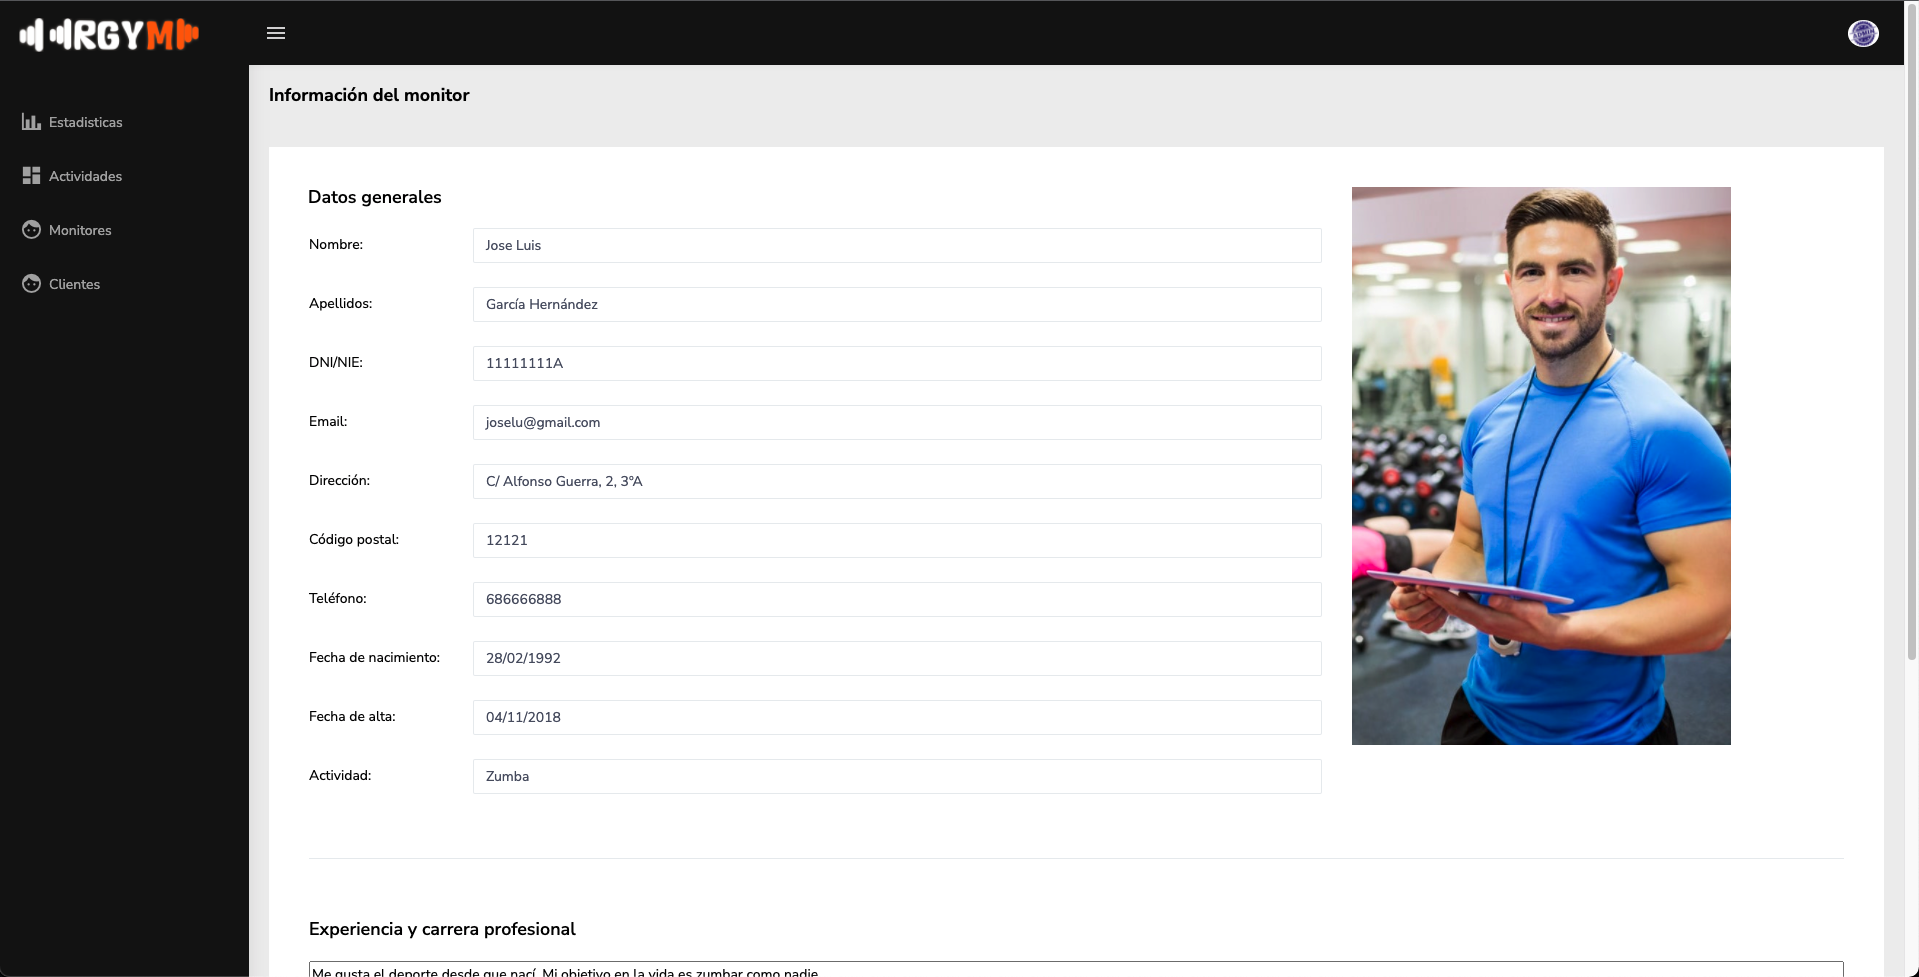 RGYM
Información del monitor
Estadisticas
Actividades
Monitores
Clientes
Datos generales
Nombre: Jose Luis
Apellidos: García Hernández
DNI/NIE: 11111111A
Email: joselu@gmail.com
Dirección: C/ Alfonso Guerra, 2, 3ºA
Código postal: 12121
Teléfono: 686666888
Fecha de nacimiento: 28/02/1992
Fecha de alta: 04/11/2018
Actividad: Zumba
Experiencia y carrera profesional
Me gusta el deporte desde que nací. Mi objetivo en la vida es zumbar como nadie